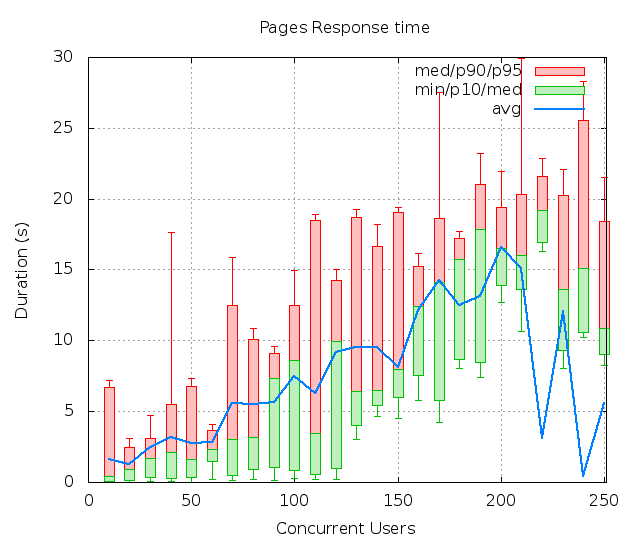 Pages Response time
med/p90/p95
min/p10/med
avg
30
25
20
15
10
5
0
Duration (s)
0
50
100
150
200
250
Concurrent Users